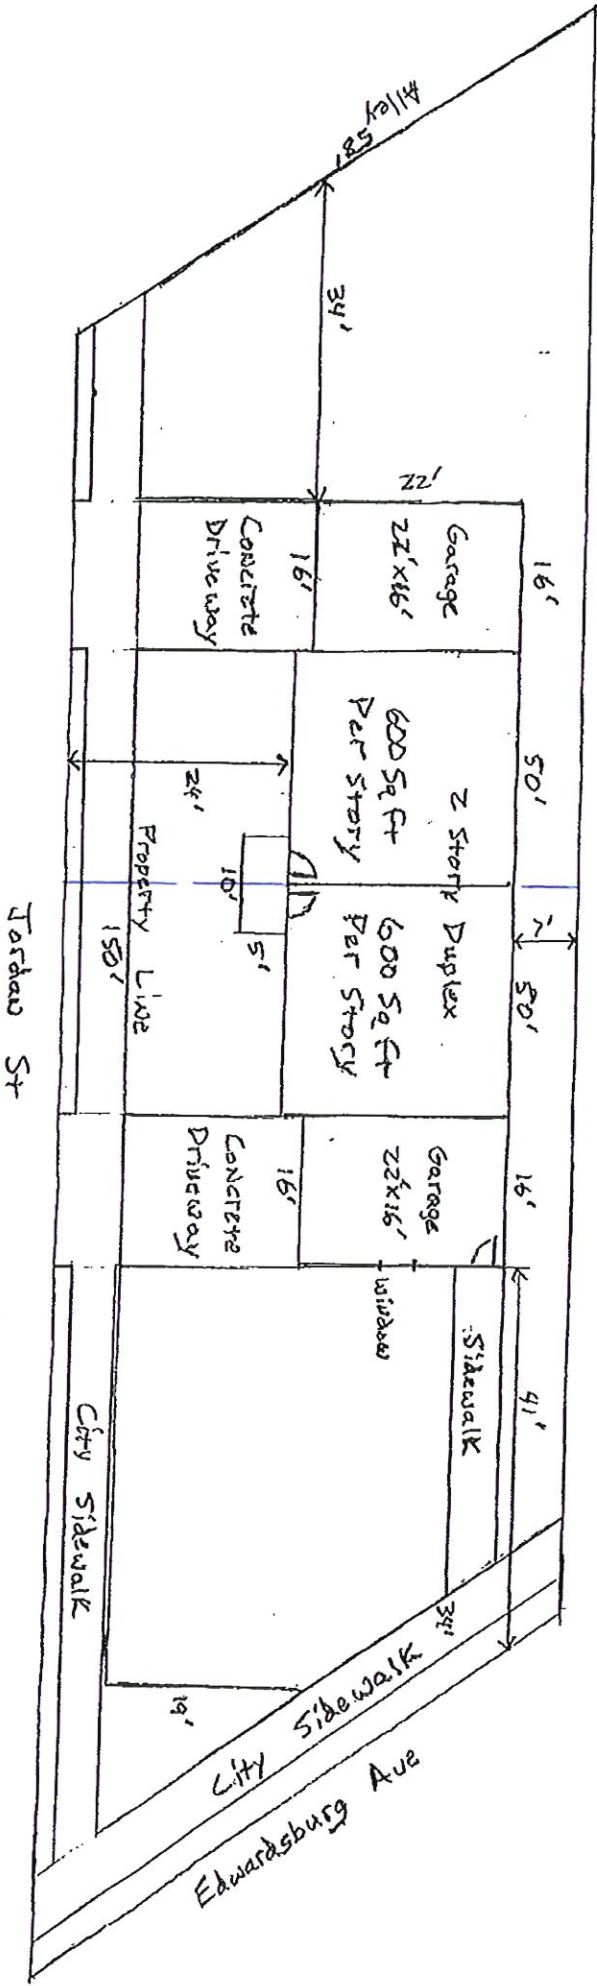 Alley
58'
34'
22'
Garage
22'x16'
16'
16'
Concrete
Driveway
50'
2 Story Duplex
600 Sq ft
Per Story
600 Sq ft
Per Story
7'
50'
24'
10'
5'
Property Line
150'
Jordan St
Garage
22'x16'
16'
16'
Concrete
Driveway
window
Sidewalk
41'
34'
19'
City Sidewalk
City Sidewalk
Edwardsburg Ave